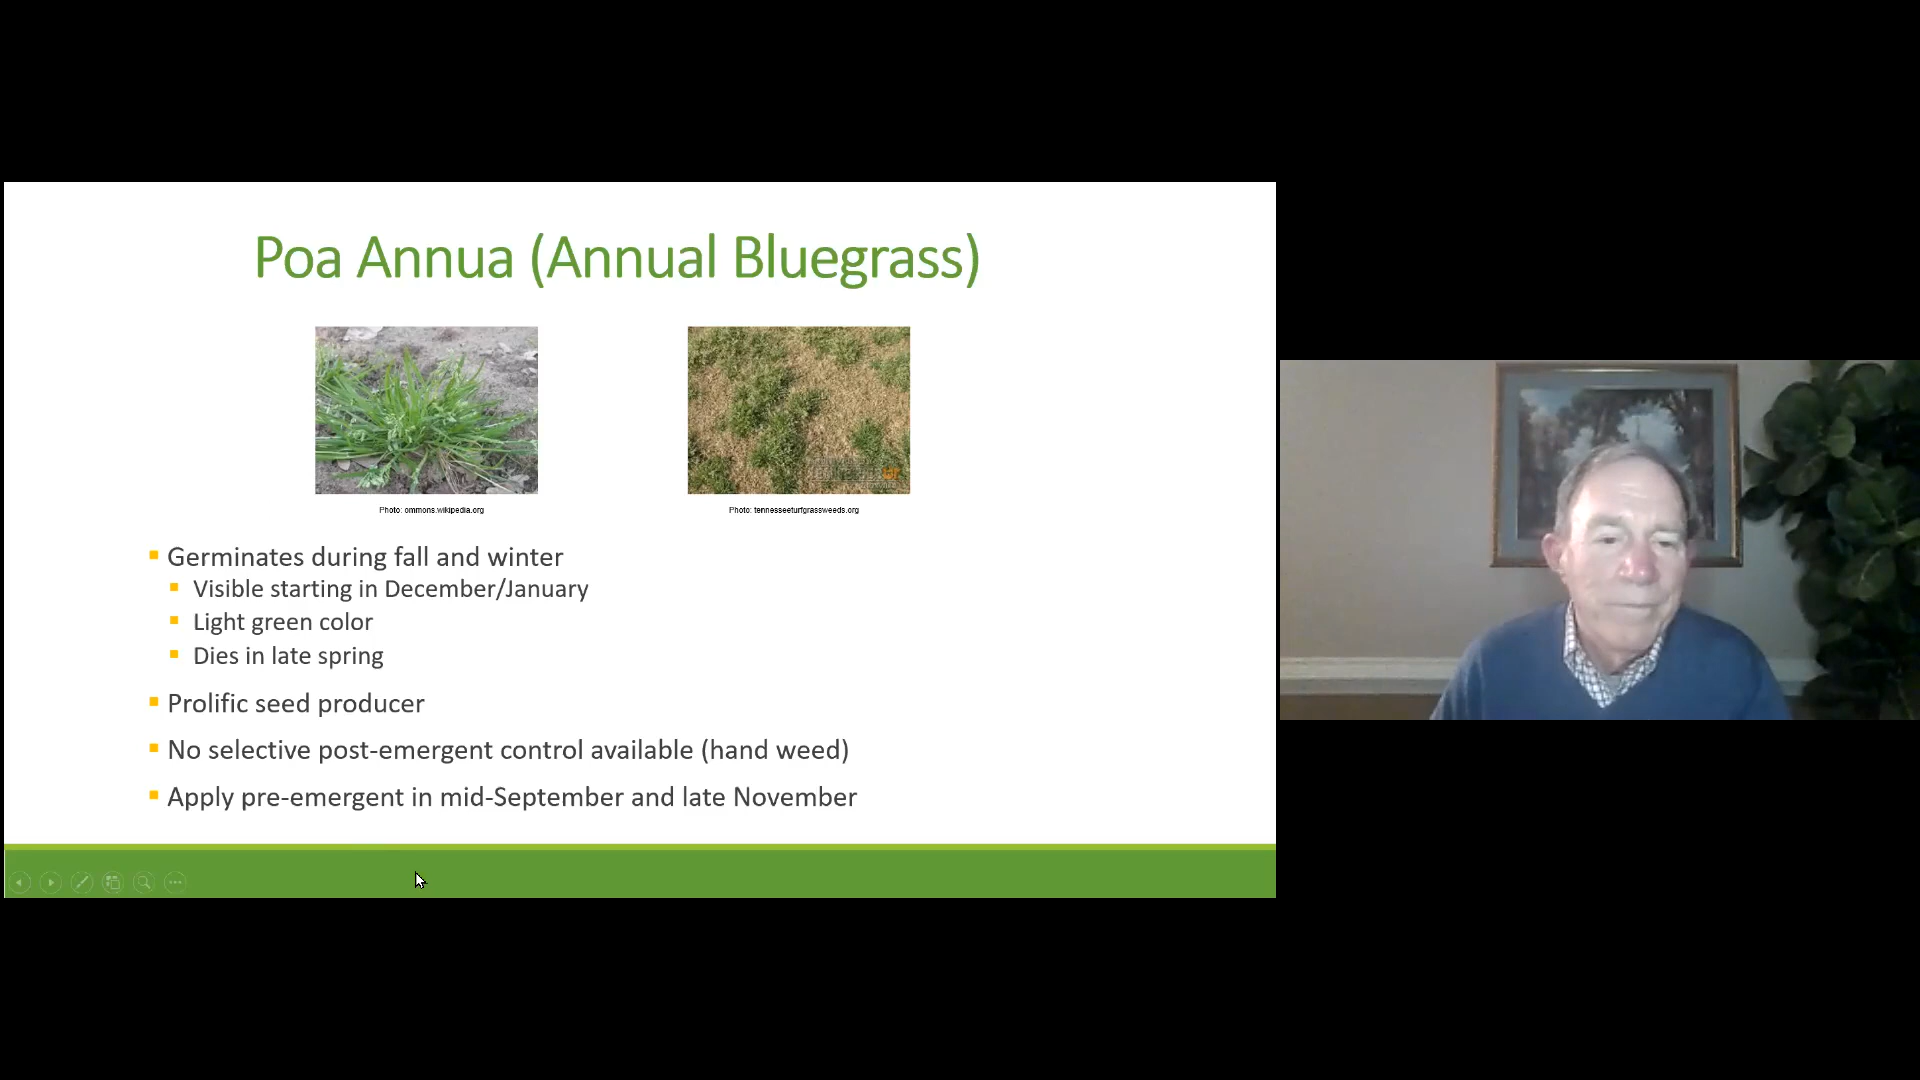 Poa Annua (Annual Bluegrass)
Photo: ommons.wikipedia.org
Photo: tennesseeturfgrassweeds.org
Germinates during fall and winter
Visible starting in December/January
Light green color
Dies in late spring
Prolific seed producer
No selective post-emergent control available (hand weed)
Apply pre-emergent in mid-September and late November